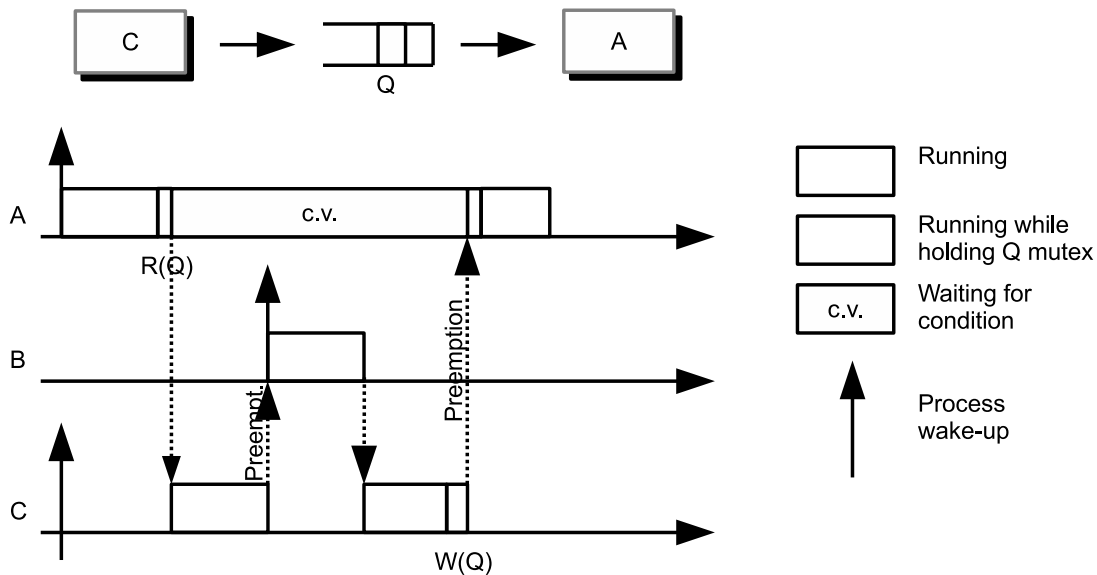 C
A
Q
Running
A
c.v.
R(Q)
Running while
holding Q mutex
c.v.
Waiting for
condition
B
Preempt.
Preemption
Process
wake-up
C
W(Q)